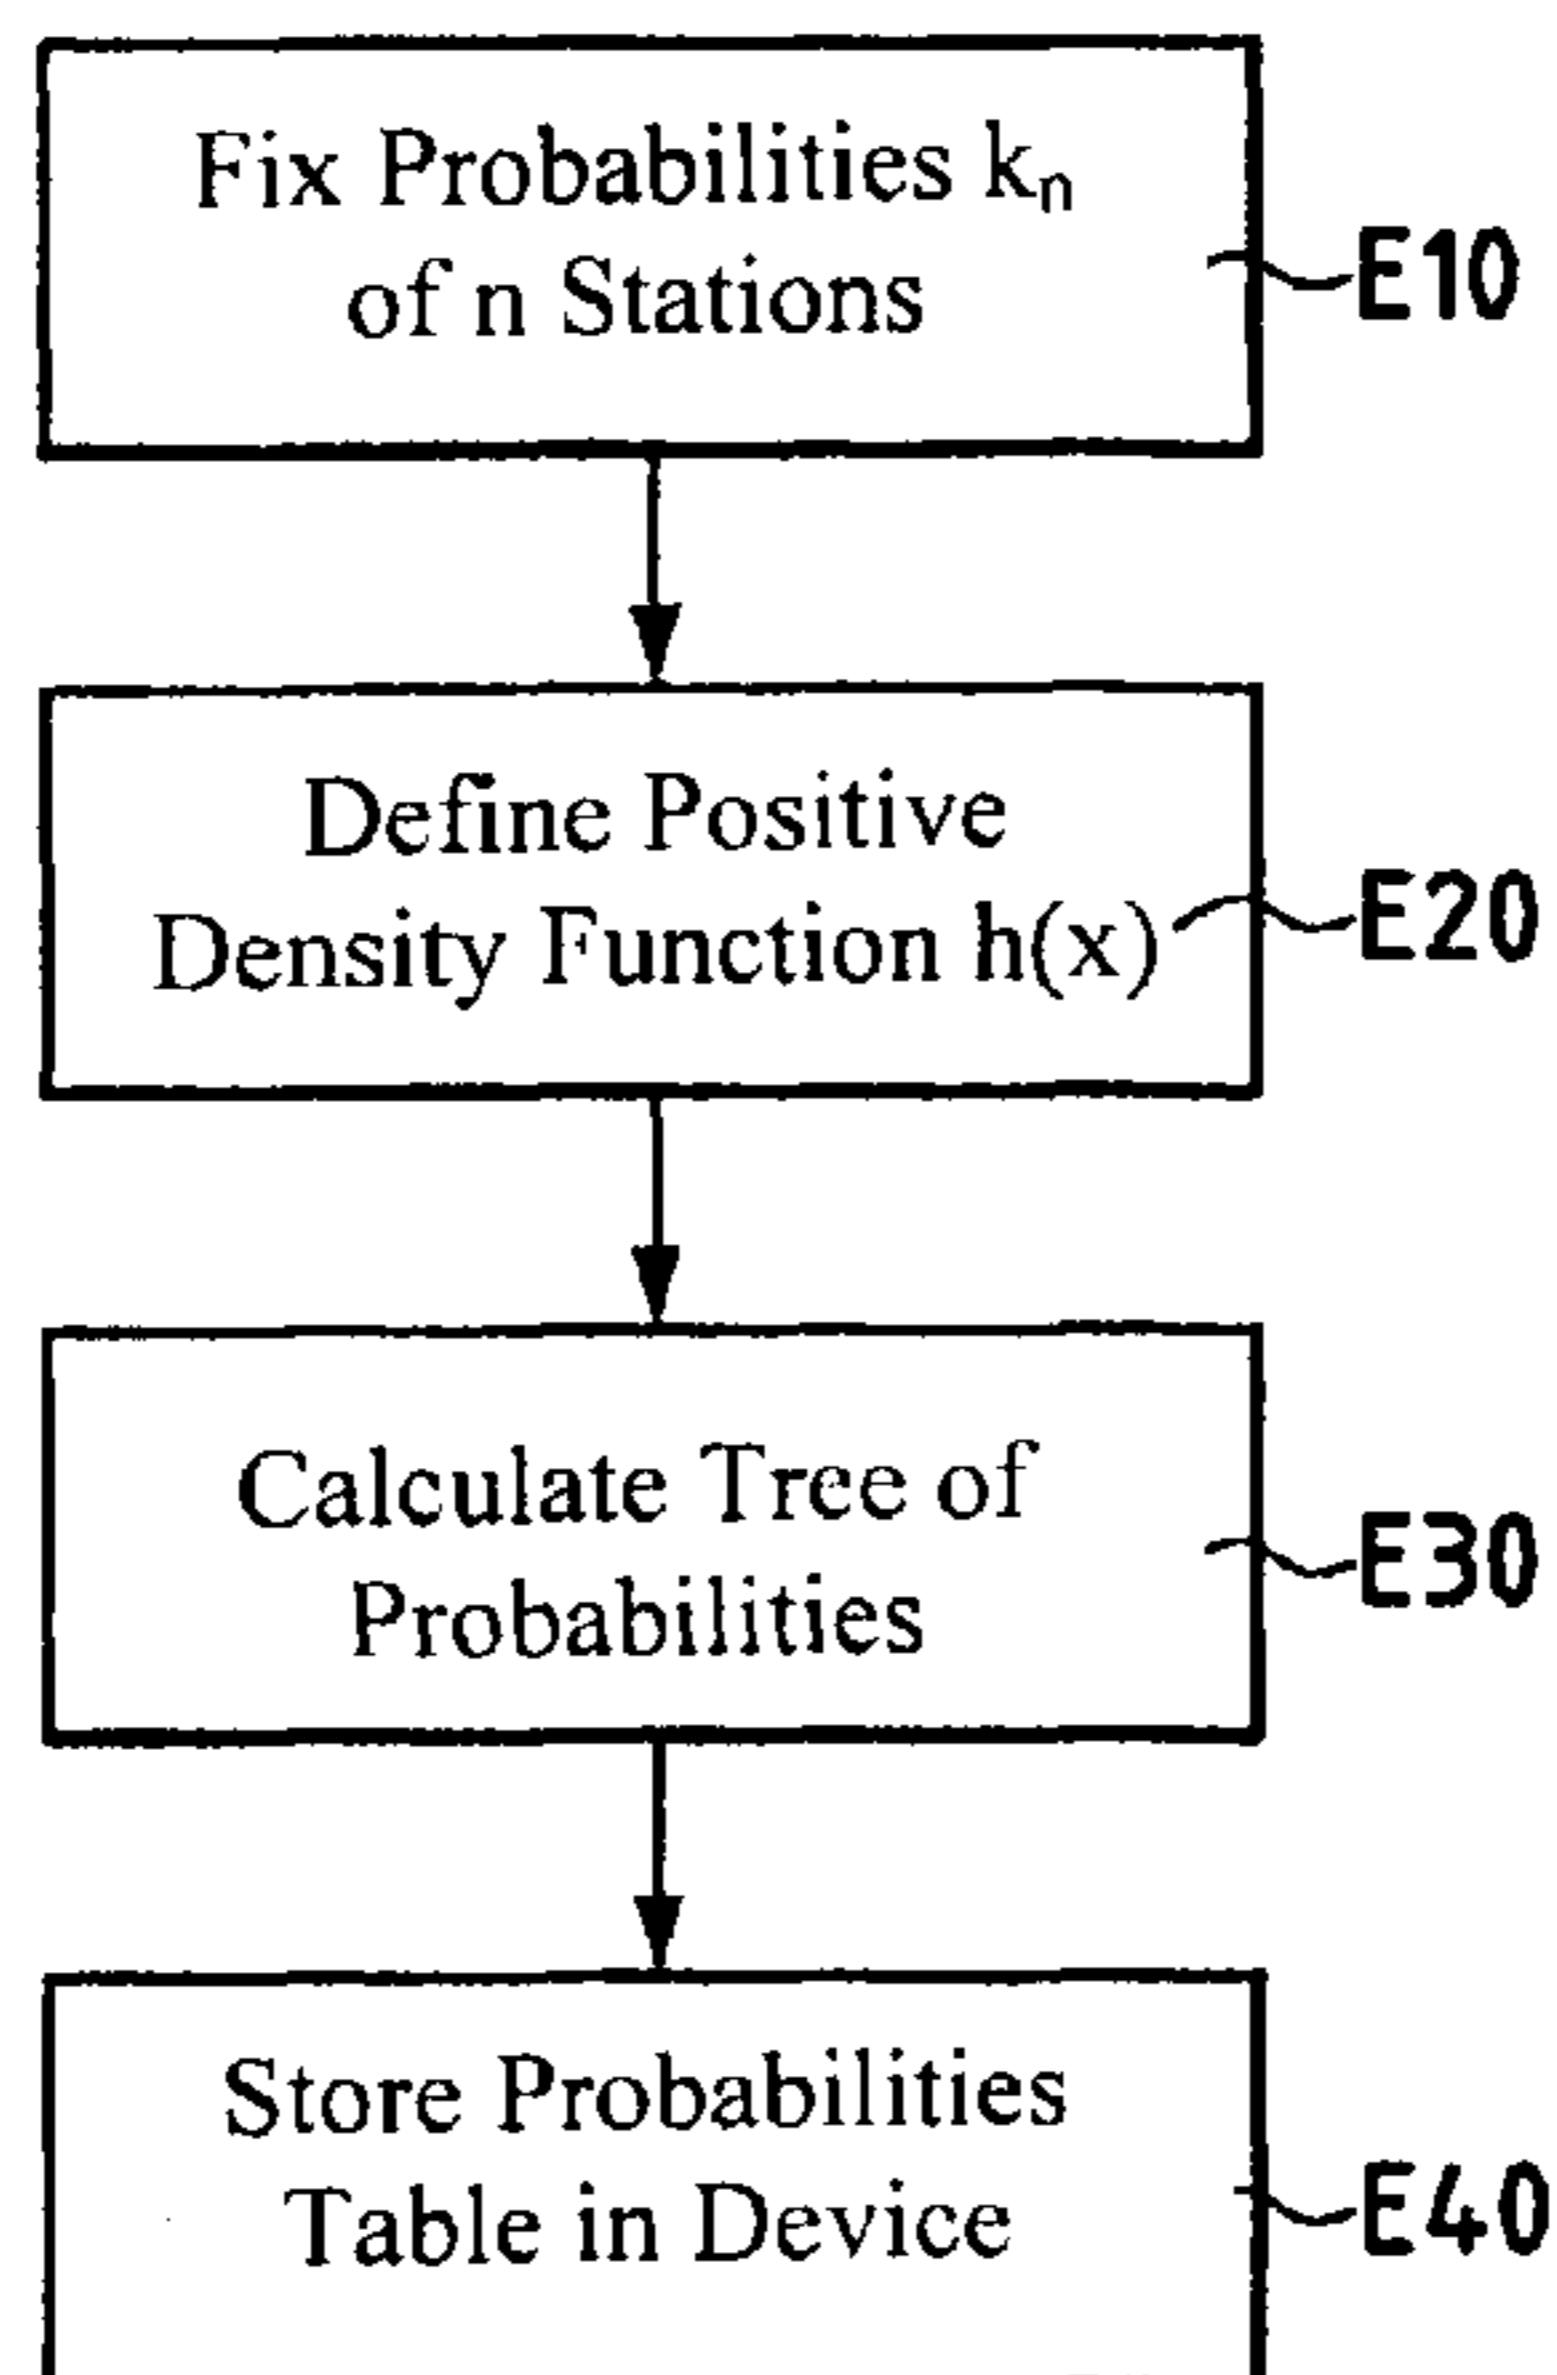 Fix Probabilities kₙ
of n Stations
E10
Define Positive
Density Function h(x)
E20
Calculate Tree of
Probabilities
E30
Store Probabilities
Table in Device
E40